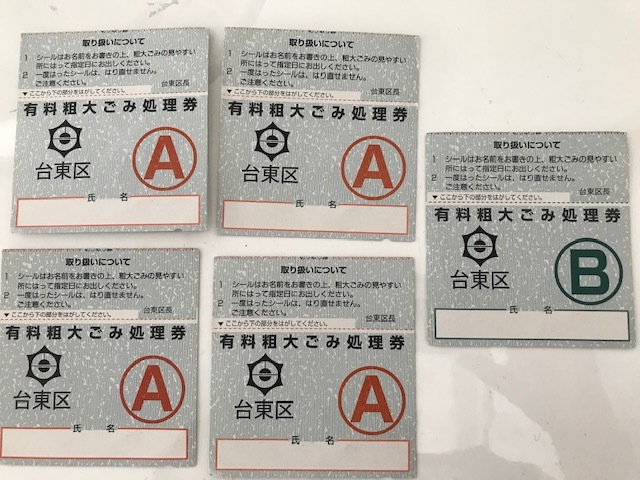 取り扱いについて
1 シールはお名前をお書きの上、粗大ごみの見やすい
所にはって指定日にお出しください。
2 一度はったシールは、はり直せません。
ご注意ください。
台東区長
▼ここから下の部分をはがしてください。
有料粗大ごみ処理券
台東区
A
氏 名
取り扱いについて
1 シールはお名前をお書きの上、粗大ごみの見やすい
所にはって指定日にお出しください。
2 一度はったシールは、はり直せません。
ご注意ください。
台東区長
▼ここから下の部分をはがしてください。
有料粗大ごみ処理券
台東区
A
氏 名
取り扱いについて
1 シールはお名前をお書きの上、粗大ごみの見やすい
所にはって指定日にお出しください。
2 一度はったシールは、はり直せません。
ご注意ください。
台東区長
▼ここから下の部分をはがしてください。
有料粗大ごみ処理券
台東区
B
氏 名
取り扱いについて
1 シールはお名前をお書きの上、粗大ごみの見やすい
所にはって指定日にお出しください。
2 一度はったシールは、はり直せません。
ご注意ください。
台東区長
▼ここから下の部分をはがしてください。
有料粗大ごみ処理券
台東区
A
氏 名
取り扱いについて
1 シールはお名前をお書きの上、粗大ごみの見やすい
所にはって指定日にお出しください。
2 一度はったシールは、はり直せません。
ご注意ください。
台東区長
▼ここから下の部分をはがしてください。
有料粗大ごみ処理券
台東区
A
氏 名